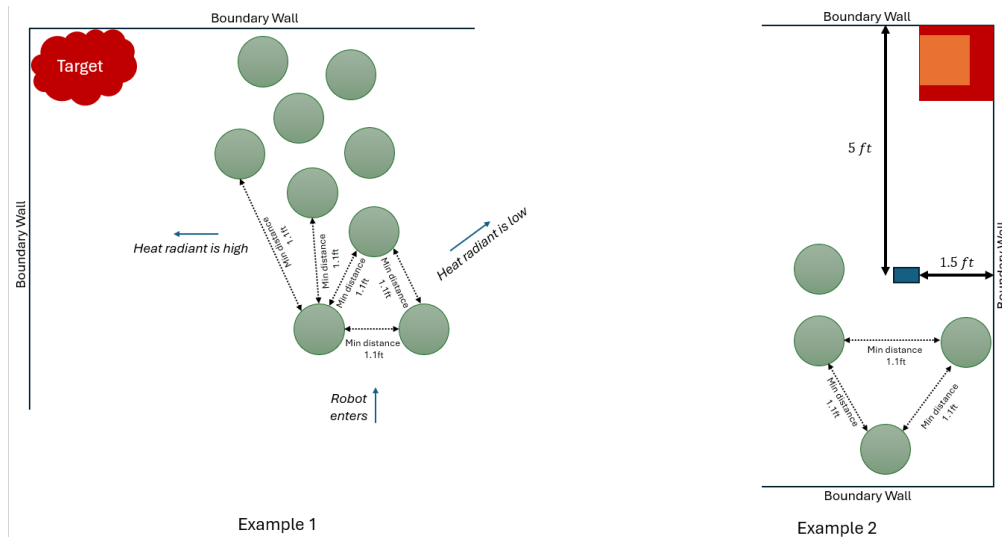 Boundary Wall
Target
Boundary Wall
Heat radiant is high
Heat radiant is low
Min distance
1.1ft
Min distance
1.1ft
Min distance
1.1ft
Min distance
1.1ft
Min distance
1.1ft
Robot
enters
Example 1
Boundary Wall
5 ft
1.5 ft
Boundary Wall
Min distance
1.1ft
Min distance
1.1ft
Min distance
1.1ft
Boundary Wall
Example 2